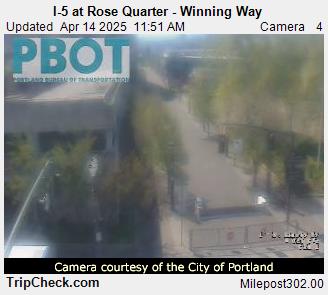 I-5 at Rose Quarter - Winning Way
Updated Apr 14 2025 11:51 AM Camera 4
PBOT
PORTLAND BUREAU OF TRANSPORTATION
Camera courtesy of the City of Portland
TripCheck.com Milepost302.00